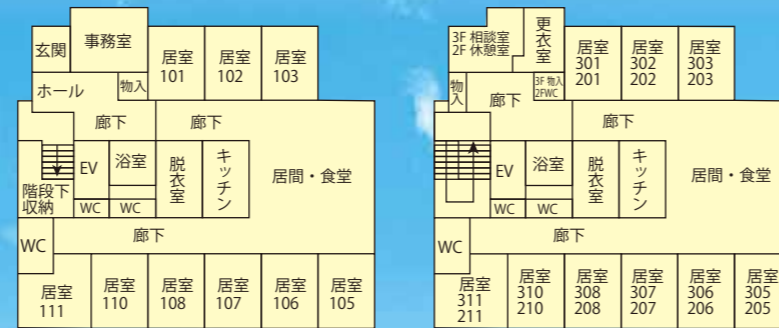 玄関
事務室
居室
101
居室
102
居室
103
ホール
物入
廊下
廊下
階段下
収納
EV
浴室
脱衣室
キッチン
居間・食堂
WC
WC
WC
廊下
居室
111
居室
110
居室
108
居室
107
居室
106
居室
105
3F 相談室
2F 休憩室
更衣室
居室
301
201
居室
302
202
居室
303
203
物入
廊下
3F 物入
2FWC
廊下
EV
浴室
脱衣室
キッチン
居間・食堂
WC
WC
WC
廊下
居室
311
211
居室
310
210
居室
308
208
居室
307
207
居室
306
206
居室
305
205